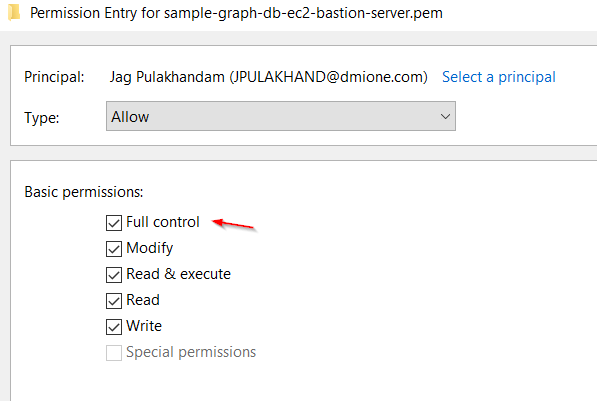 Permission Entry for sample-graph-db-ec2-bastion-server.pem
Principal: Jag Pulakhandam (JPULAKHAND@dmione.com) Select a principal
Type: Allow
Basic permissions:
Full control
Modify
Read & execute
Read
Write
Special permissions